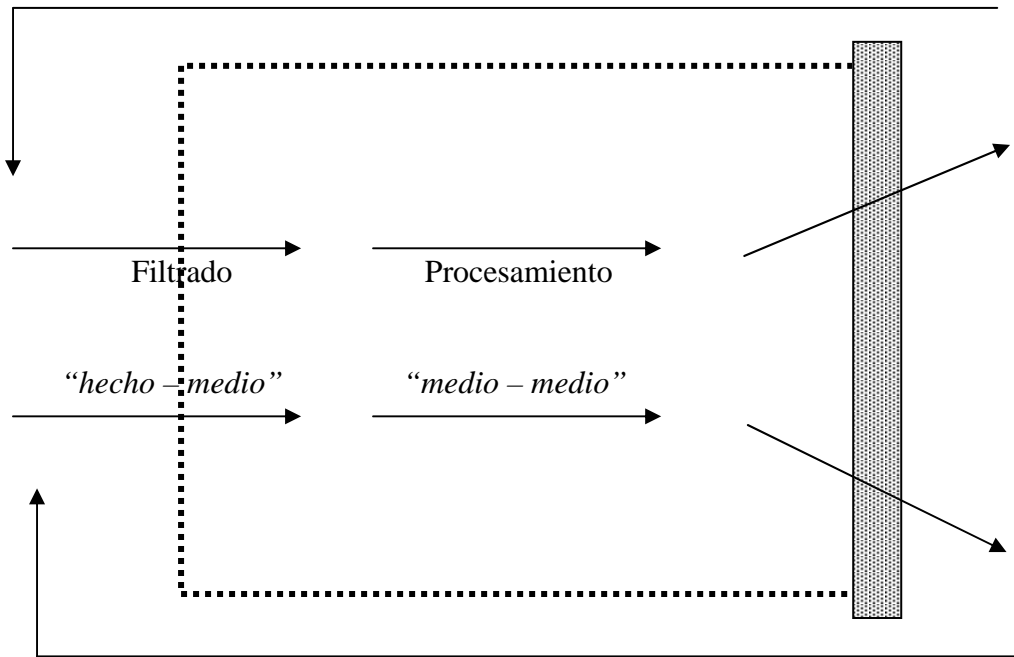 Filtrado Procesamiento
“hecho – medio” “medio – medio”